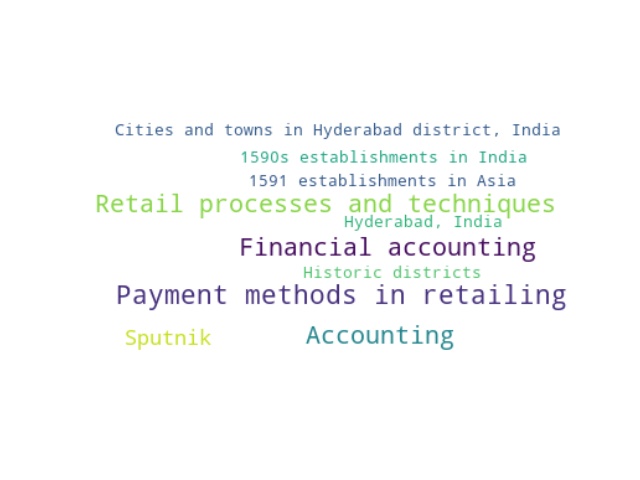 Cities and towns in Hyderabad district, India
1590s establishments in India
1591 establishments in Asia
Retail processes and techniques
Hyderabad, India
Financial accounting
Historic districts
Payment methods in retailing
Sputnik
Accounting